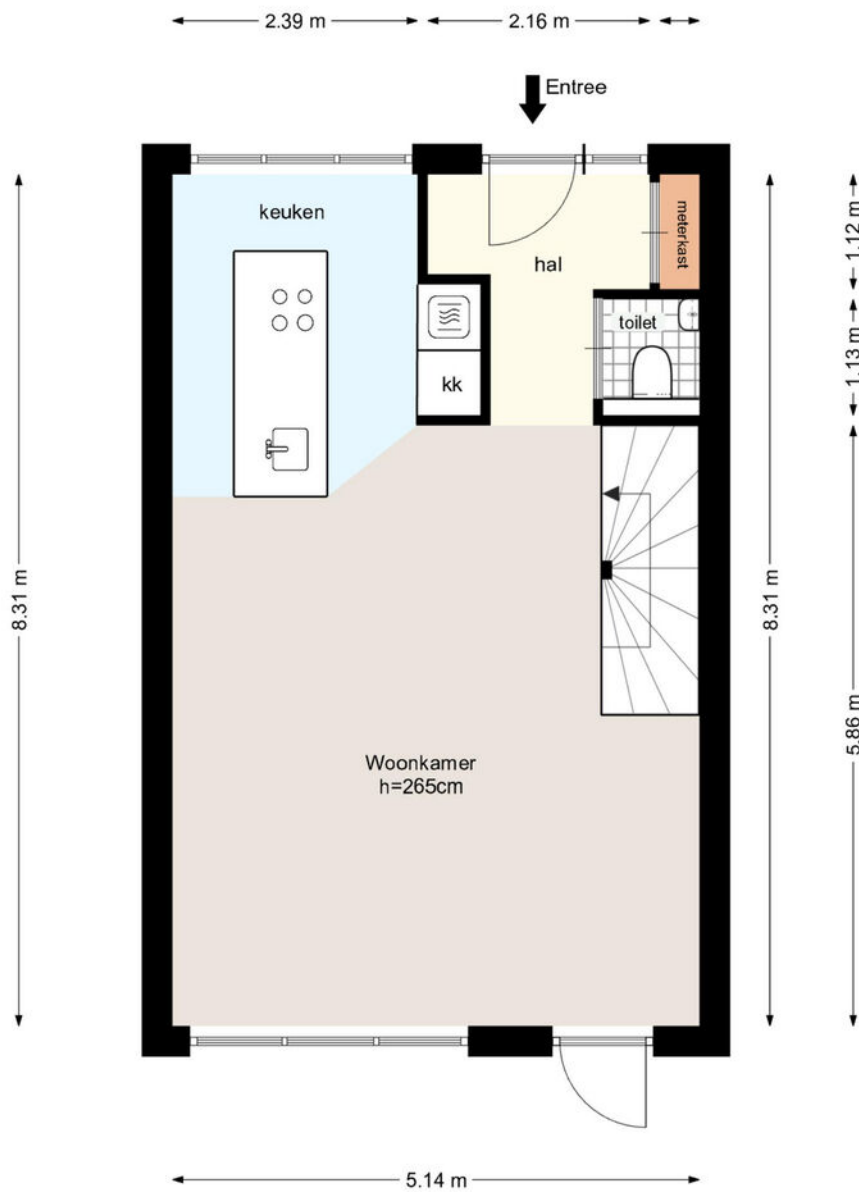 2.39 m
2.16 m
Entree
keuken
meterkast
hal
toilet
kk
1.12 m
1.13 m
8.31 m
8.31 m
5.86 m
Woonkamer
h=265cm
5.14 m